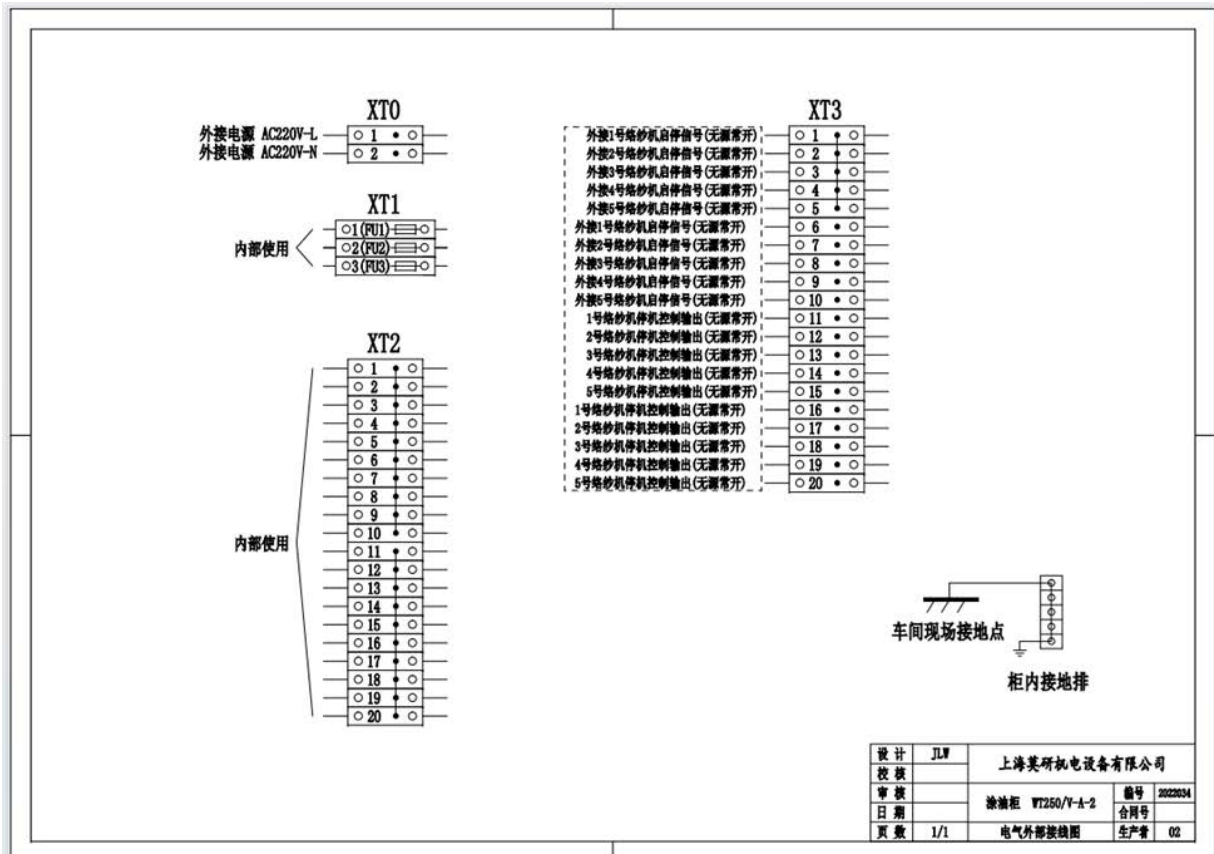 XT0
外接电源 AC220V-L
1
外接电源 AC220V-N
2
XT1
内部使用
1(FU1)
2(FU2)
3(FU3)
XT2
内部使用
1
2
3
4
5
6
7
8
9
10
11
12
13
14
15
16
17
18
19
20
XT3
外接1号络纱机启停信号(无源常开) 1
外接2号络纱机启停信号(无源常开) 2
外接3号络纱机启停信号(无源常开) 3
外接4号络纱机启停信号(无源常开) 4
外接5号络纱机启停信号(无源常开) 5
外接1号络纱机启停信号(无源常开) 6
外接2号络纱机启停信号(无源常开) 7
外接3号络纱机启停信号(无源常开) 8
外接4号络纱机启停信号(无源常开) 9
外接5号络纱机启停信号(无源常开) 10
1号络纱机停机控制输出(无源常开) 11
2号络纱机停机控制输出(无源常开) 12
3号络纱机停机控制输出(无源常开) 13
4号络纱机停机控制输出(无源常开) 14
5号络纱机停机控制输出(无源常开) 15
1号络纱机停机控制输出(无源常开) 16
2号络纱机停机控制输出(无源常开) 17
3号络纱机停机控制输出(无源常开) 18
4号络纱机停机控制输出(无源常开) 19
5号络纱机停机控制输出(无源常开) 20
车间现场接地点
柜内接地排
设计 JLW 上海莫研机电设备有限公司
校核
审核 涂油柜 WT250/V-A-2 编号 2022034
日期 合同号
页数 1/1 电气外部接线图 生产者 02